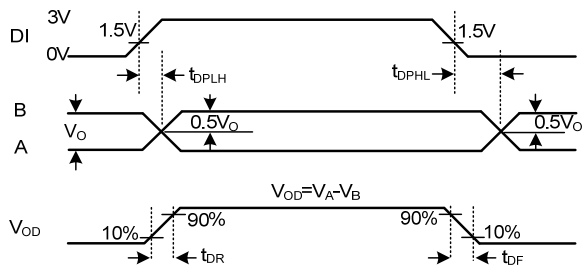 3V
DI
1.5V
1.5V
0V
tDPLH
tDPHL
B
VO
0.5VO
0.5VO
A
VOD=VA-VB
VOD
10%
90%
90%
10%
tDR
tDF